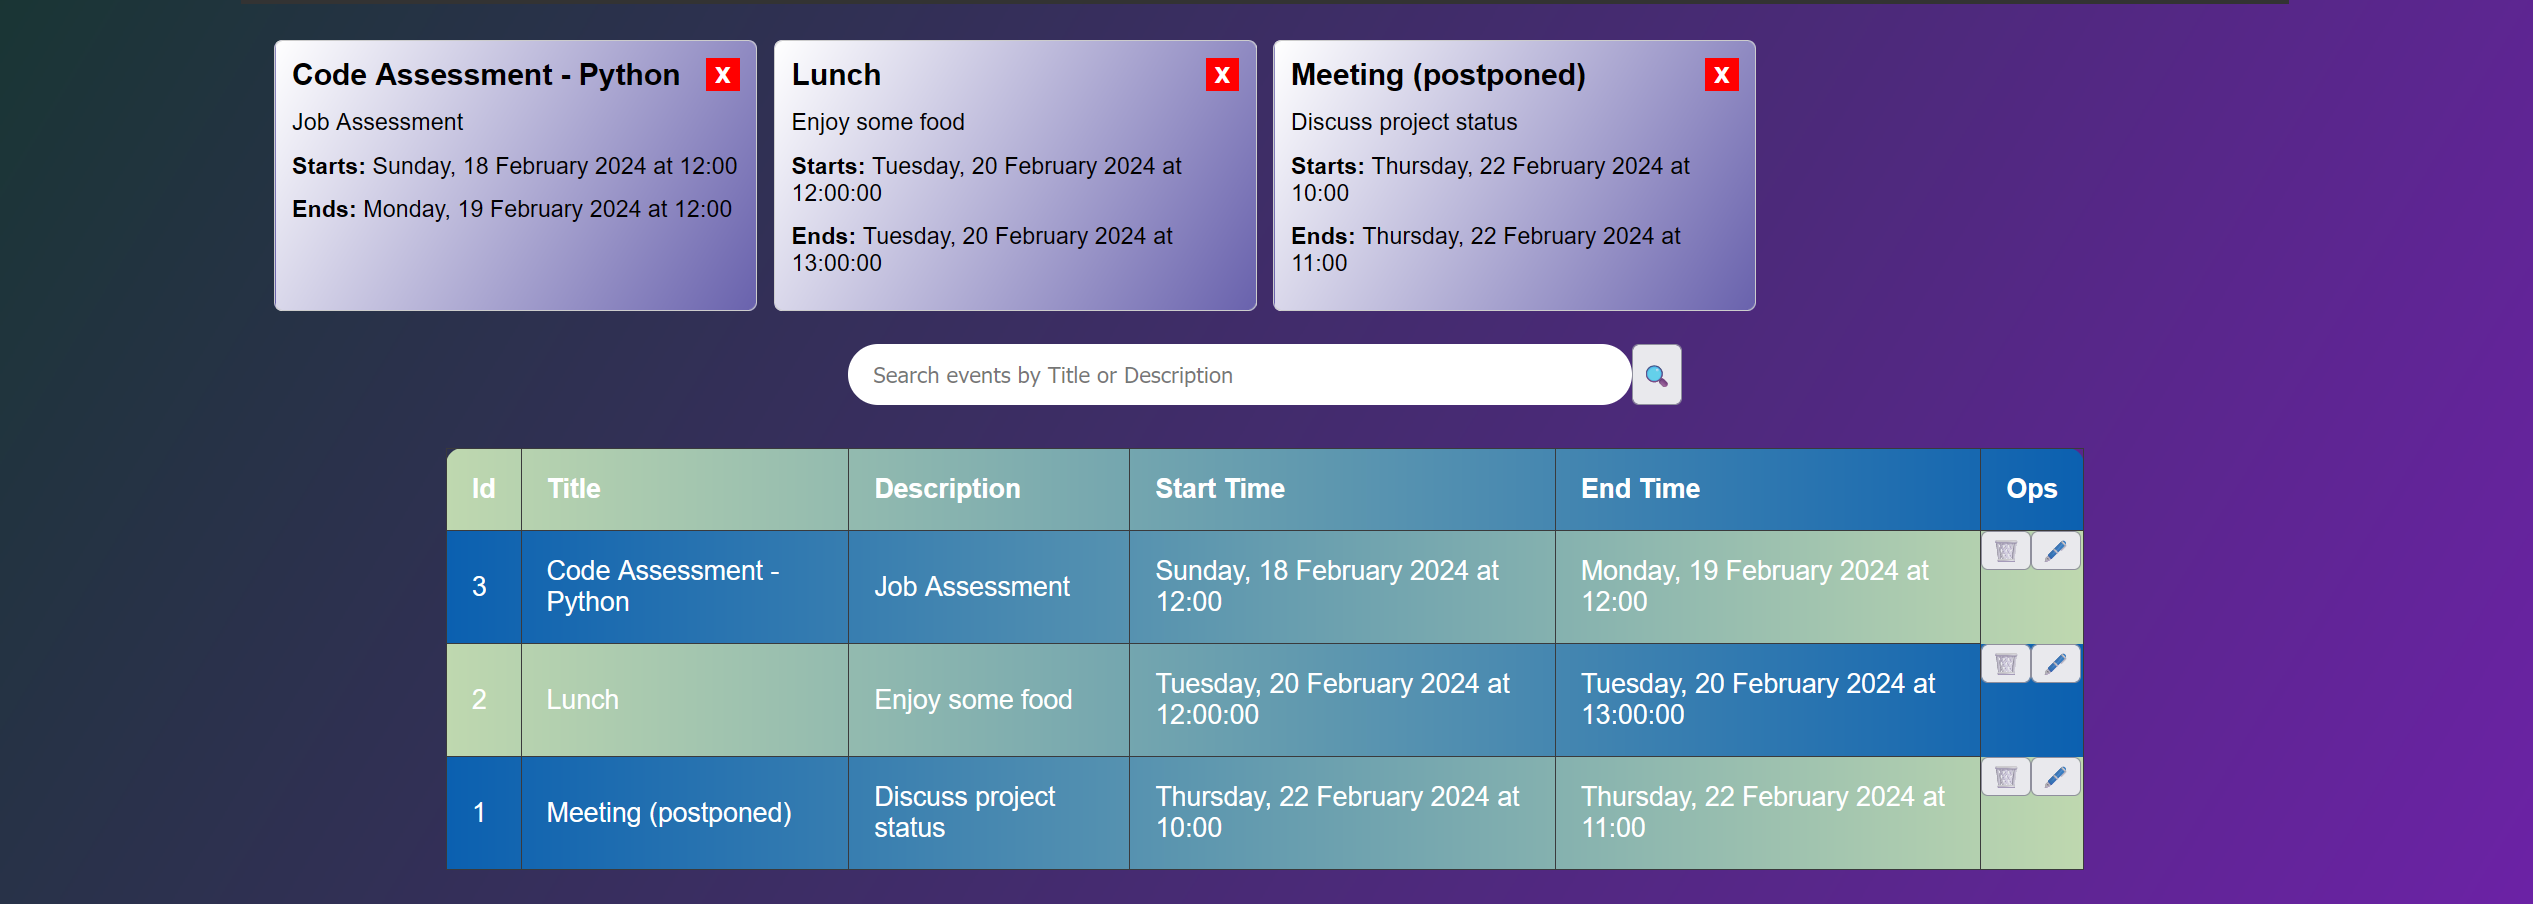 Code Assessment - Python x
Job Assessment
Starts: Sunday, 18 February 2024 at 12:00
Ends: Monday, 19 February 2024 at 12:00
Lunch x
Enjoy some food
Starts: Tuesday, 20 February 2024 at
12:00:00
Ends: Tuesday, 20 February 2024 at
13:00:00
Meeting (postponed) x
Discuss project status
Starts: Thursday, 22 February 2024 at
10:00
Ends: Thursday, 22 February 2024 at
11:00
Search events by Title or Description
Id Title Description Start Time End Time Ops
3
Code Assessment -
Python
Job Assessment
Sunday, 18 February 2024 at
12:00
Monday, 19 February 2024 at
12:00
2
Lunch
Enjoy some food
Tuesday, 20 February 2024 at
12:00:00
Tuesday, 20 February 2024 at
13:00:00
1
Meeting (postponed)
Discuss project
status
Thursday, 22 February 2024 at
10:00
Thursday, 22 February 2024 at
11:00